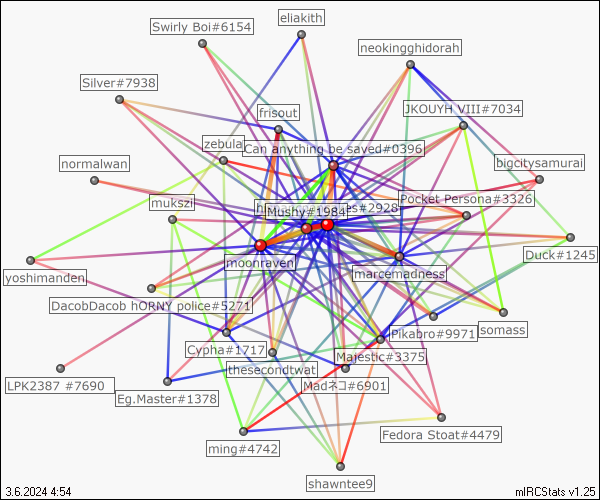 eliakith
Swirly Boi#6154
neokingghidorah
Silver#7938
JKOUYH VIII#7034
frisout
zebula
Can anything be saved#0396
normalwan
bigcitysamurai
mukszi
Pocket Persona#3326
es#2928
Mushy#1984
moonraven
Duck#1245
yoshimanden
marcemadness
DacobDacob hORNY police#5271
somass
Pikabro#9971
Cypha#1717
Majestic#3375
thesecondtwat
LPK2387 #7690
Madネコ#6901
Eg.Master#1378
Fedora Stoat#4479
ming#4742
shawntee9
3.6.2024 4:54
mIRCStats v1.25